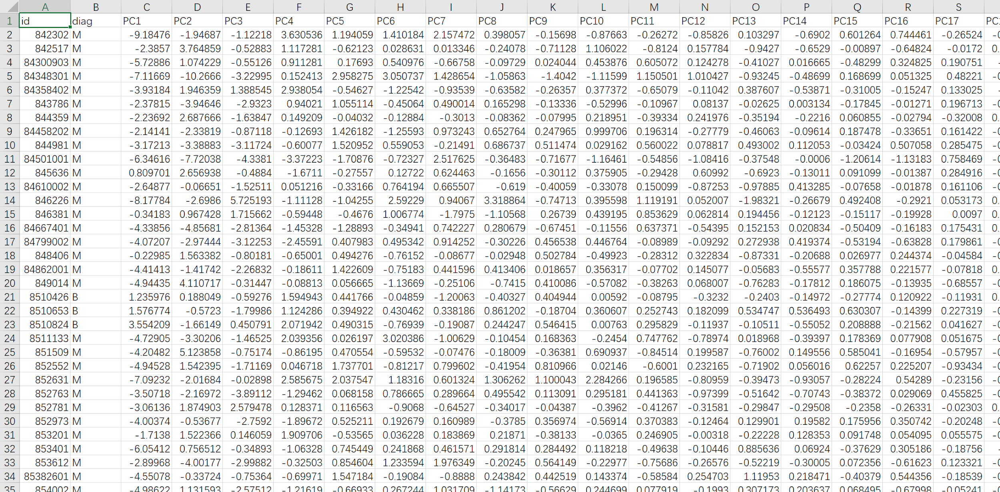 A B C D E F G H I J K L M N O P Q R S
1 id diag PC1 PC2 PC3 PC4 PC5 PC6 PC7 PC8 PC9 PC10 PC11 PC12 PC13 PC14 PC15 PC16 PC17
2 842302 M -9.18476 -1.94687 -1.12218 3.630536 1.194059 1.410184 2.157472 0.398057 -0.15698 -0.87663 -0.26272 -0.85826 0.103297 -0.6902 0.601264 0.744461 -0.26524
3 842517 M -2.3857 3.764859 -0.52883 1.117281 -0.62123 0.028631 0.013346 -0.24078 -0.71128 1.106022 -0.8124 0.157784 -0.9427 -0.6529 -0.00897 -0.64824 -0.0172
4 84300903 M -5.72886 1.074229 -0.55126 0.911281 0.17693 0.540976 -0.66758 -0.09729 0.024044 0.453876 0.605072 0.124278 -0.41027 0.016665 -0.48299 0.324825 0.190751
5 84348301 M -7.11669 -10.2666 -3.22995 0.152413 2.958275 3.050737 1.428654 -1.05863 -1.4042 -1.11599 1.150501 1.010427 -0.93245 -0.48699 0.168699 0.051325 0.48221
6 84358402 M -3.93184 1.946359 1.388545 2.938054 -0.54627 -1.22542 -0.93539 -0.63582 -0.26357 0.377372 -0.65079 -0.11042 0.387607 -0.53871 -0.31005 -0.15247 0.133025
7 843786 M -2.37815 -3.94646 -2.9323 0.94021 1.055114 -0.45064 0.490014 0.165298 -0.13336 -0.52996 -0.10967 0.08137 -0.02625 0.003134 -0.17845 -0.01271 0.196713
8 844359 M -2.23692 2.687666 -1.63847 0.149209 -0.04032 -0.12884 -0.3013 -0.08362 -0.07995 0.218951 -0.39334 0.241976 -0.35194 -0.2216 0.060855 -0.02794 -0.32008
9 84458202 M -2.14141 -2.33819 -0.87118 -0.12693 1.426182 -1.25593 0.973243 0.652764 0.247965 0.999706 0.196314 -0.27779 -0.46063 -0.09614 0.187478 -0.33651 0.161422
10 844981 M -3.17213 -3.38883 -3.11724 -0.60077 1.520952 0.559053 -0.21491 0.686737 0.511474 0.029162 0.560022 0.078817 0.493002 0.112053 -0.03424 0.507058 0.285475
11 84501001 M -6.34616 -7.72038 -4.3381 -3.37223 -1.70876 -0.72327 2.517625 -0.36483 -0.71677 -1.16461 -0.54856 -1.08416 -0.37548 -0.0006 -1.20614 -1.13183 0.758469
12 845636 M 0.809701 2.656938 -0.4884 -1.6711 -0.27557 0.12722 0.624463 -0.1656 -0.30112 0.375905 -0.29428 0.60992 -0.6923 -0.13011 0.091099 -0.01387 0.284916
13 84610002 M -2.64877 -0.06651 -1.52511 0.051216 -0.33166 0.764194 0.665507 -0.619 -0.40059 -0.33078 0.150099 -0.87253 -0.97885 0.413285 -0.07658 -0.01878 0.161106
14 846226 M -8.17784 -2.6986 5.725193 -1.11128 -1.04255 2.59229 0.94067 3.318864 -0.74713 0.395598 1.119191 0.052007 -1.98321 -0.26679 0.492408 -0.2921 0.053173
15 846381 M -0.34183 0.967428 1.715662 -0.59448 -0.4676 1.006774 -1.7975 -1.10568 0.26739 0.439195 0.853629 0.062814 0.194456 -0.12123 -0.15117 -0.19928 0.0097
16 84667401 M -4.33856 -4.85681 -2.81364 -1.45328 -1.28893 -0.34941 0.742227 0.280679 -0.67451 -0.11556 0.637371 -0.54395 0.152153 0.020834 -0.50409 -0.16183 0.175431
17 84799002 M -4.07207 -2.97444 -3.12253 -2.45591 0.407983 0.495342 0.914252 -0.30226 0.456538 0.446764 -0.08989 -0.09292 0.272938 0.419374 -0.53194 -0.63828 0.179861
18 848406 M -0.22985 1.563382 -0.80181 -0.65001 0.494276 -0.76152 -0.08677 -0.02948 0.502784 -0.49923 -0.28312 0.322834 -0.87331 -0.20688 0.026977 0.244374 -0.04584
19 84862001 M -4.41413 -1.41742 -2.26832 -0.18611 1.422609 -0.75183 0.441596 0.413406 0.018657 0.356317 -0.07702 0.145077 -0.05683 -0.55577 0.357788 0.221577 -0.07818
20 849014 M -4.94435 4.110717 -0.31447 -0.08813 0.056665 -1.13669 -0.25106 -0.7415 0.410086 -0.57082 -0.38263 0.068007 -0.76283 -0.17812 0.186075 -0.13935 -0.68557
21 8510426 B 1.235976 0.188049 -0.59276 1.594943 0.441766 -0.04859 -1.20063 -0.40327 0.404944 0.00592 -0.08795 -0.3232 -0.2403 -0.14972 -0.27774 0.120922 -0.11931
22 8510653 B 1.576774 -0.5723 -1.79986 1.124286 0.394922 0.430462 0.338186 0.861202 -0.18704 0.360607 0.252743 0.182099 0.534747 0.536493 0.630307 -0.14399 0.227319
23 8510824 B 3.554209 -1.66149 0.450791 2.071942 0.490315 -0.76939 -0.19087 0.244247 0.546415 0.00763 0.295829 -0.11937 -0.10511 -0.55052 0.208888 -0.21562 0.041627
24 8511133 M -4.72905 -3.30206 -1.46525 2.039356 0.026197 3.020386 -1.00629 -0.10454 0.168363 -0.2454 0.747762 -0.78974 0.018968 -0.39397 0.178369 0.077908 0.051675
25 851509 M -4.20482 5.123858 -0.75174 -0.86195 0.470554 -0.59532 -0.07476 -0.18009 -0.36381 0.690937 -0.84514 0.199587 -0.76002 0.149556 0.585041 -0.16954 -0.57957
26 852552 M -4.94528 1.542395 -1.71169 0.046718 1.737701 -0.81217 0.799602 -0.41954 0.810966 0.02146 -0.6001 0.232165 -0.71902 0.056016 0.62257 0.225207 -0.93434
27 852631 M -7.09232 -2.01684 -0.02898 2.585675 2.037547 1.18316 0.601324 1.306262 1.100043 2.284266 0.196585 -0.80959 -0.39473 -0.93057 -0.28224 0.54289 -0.23156
28 852763 M -3.50718 -2.16972 -3.89112 -1.29462 0.068158 0.786665 0.289664 0.495542 0.113091 0.295181 0.441363 -0.97399 -0.51642 -0.70743 -0.38372 0.029069 0.455825
29 852781 M -3.06136 1.874903 2.579478 0.128371 0.116563 -0.9068 -0.64527 -0.34017 -0.04387 -0.3962 -0.41267 -0.31581 -0.29847 -0.29508 -0.2358 -0.26331 -0.02303
30 852973 M -4.00374 -0.53677 -2.7592 -1.89672 0.525211 0.192679 0.160989 -0.3785 0.356974 -0.56914 0.370383 -0.12464 0.129901 0.19582 0.175956 0.350742 -0.20248
31 853201 M -1.7138 1.522366 0.146059 1.909706 -0.53565 0.036228 0.183869 0.21871 -0.38133 -0.0365 0.246905 -0.00318 -0.22228 0.128353 0.091748 0.054095 0.055575
32 853401 M -6.05412 0.756512 -0.34893 -1.06328 0.745449 0.241868 0.461571 0.291814 0.284492 0.118218 -0.49638 -0.10446 0.885636 0.06924 -0.37629 0.305186 -0.18756
33 853612 M -2.89968 -4.00177 -2.99882 -0.32503 0.854604 1.233594 1.976349 -0.20245 0.564149 -0.22977 -0.75686 -0.26576 -0.52219 -0.30005 0.072356 -0.61623 0.123321
34 85382601 M -4.55078 -0.33724 -0.75364 -0.69971 1.547184 -0.19084 -0.8888 0.243842 0.442519 0.143374 -0.58584 0.254703 1.11953 0.218471 -0.40379 0.544356 -0.18539
35 854002 M -4.98622 1.131593 -2.57512 -1.21619 -0.66933 0.267244 1.031709 -1.14173 -0.56629 0.244699 0.077919 -0.1993 0.307173 0.203637 0.068495 -0.67998 -0.05241